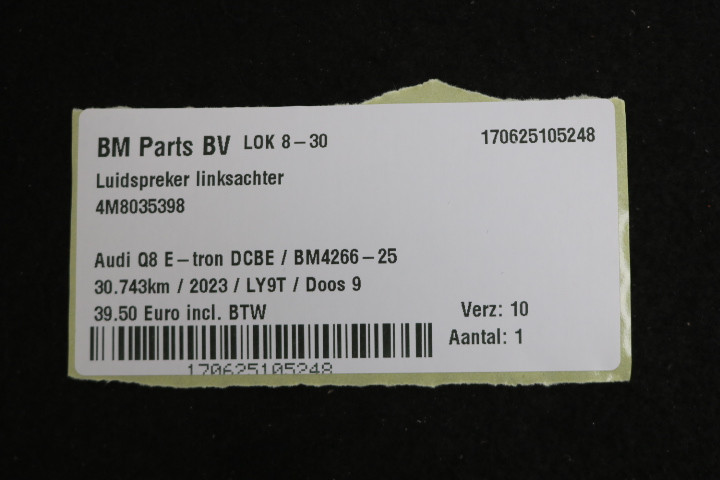 BM Parts BV LOK 8-30 170625105248
Luidspreker linksachter
4M8035398
Audi Q8 E-tron DCBE / BM4266-25
30.743km / 2023 / LY9T / Doos 9
39.50 Euro incl. BTW Verz: 10
Aantal: 1
170625105248